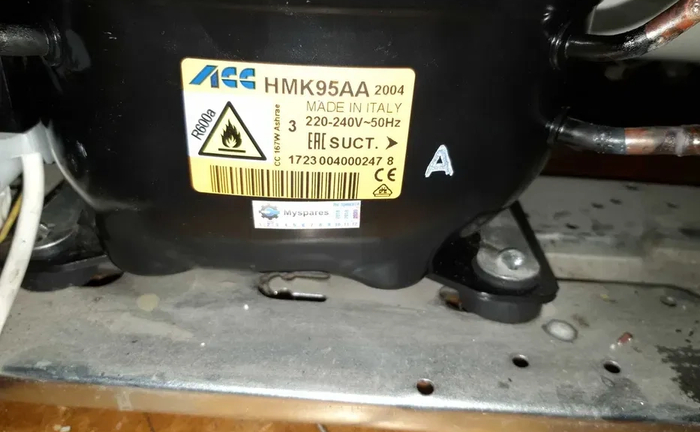 ACC HMK95AA 2004
MADE IN ITALY
R600a
CC 167W Ashrae
3 220-240V~50Hz
EAC SUCT. >
1723 004000247 8
CE
Myspares
A